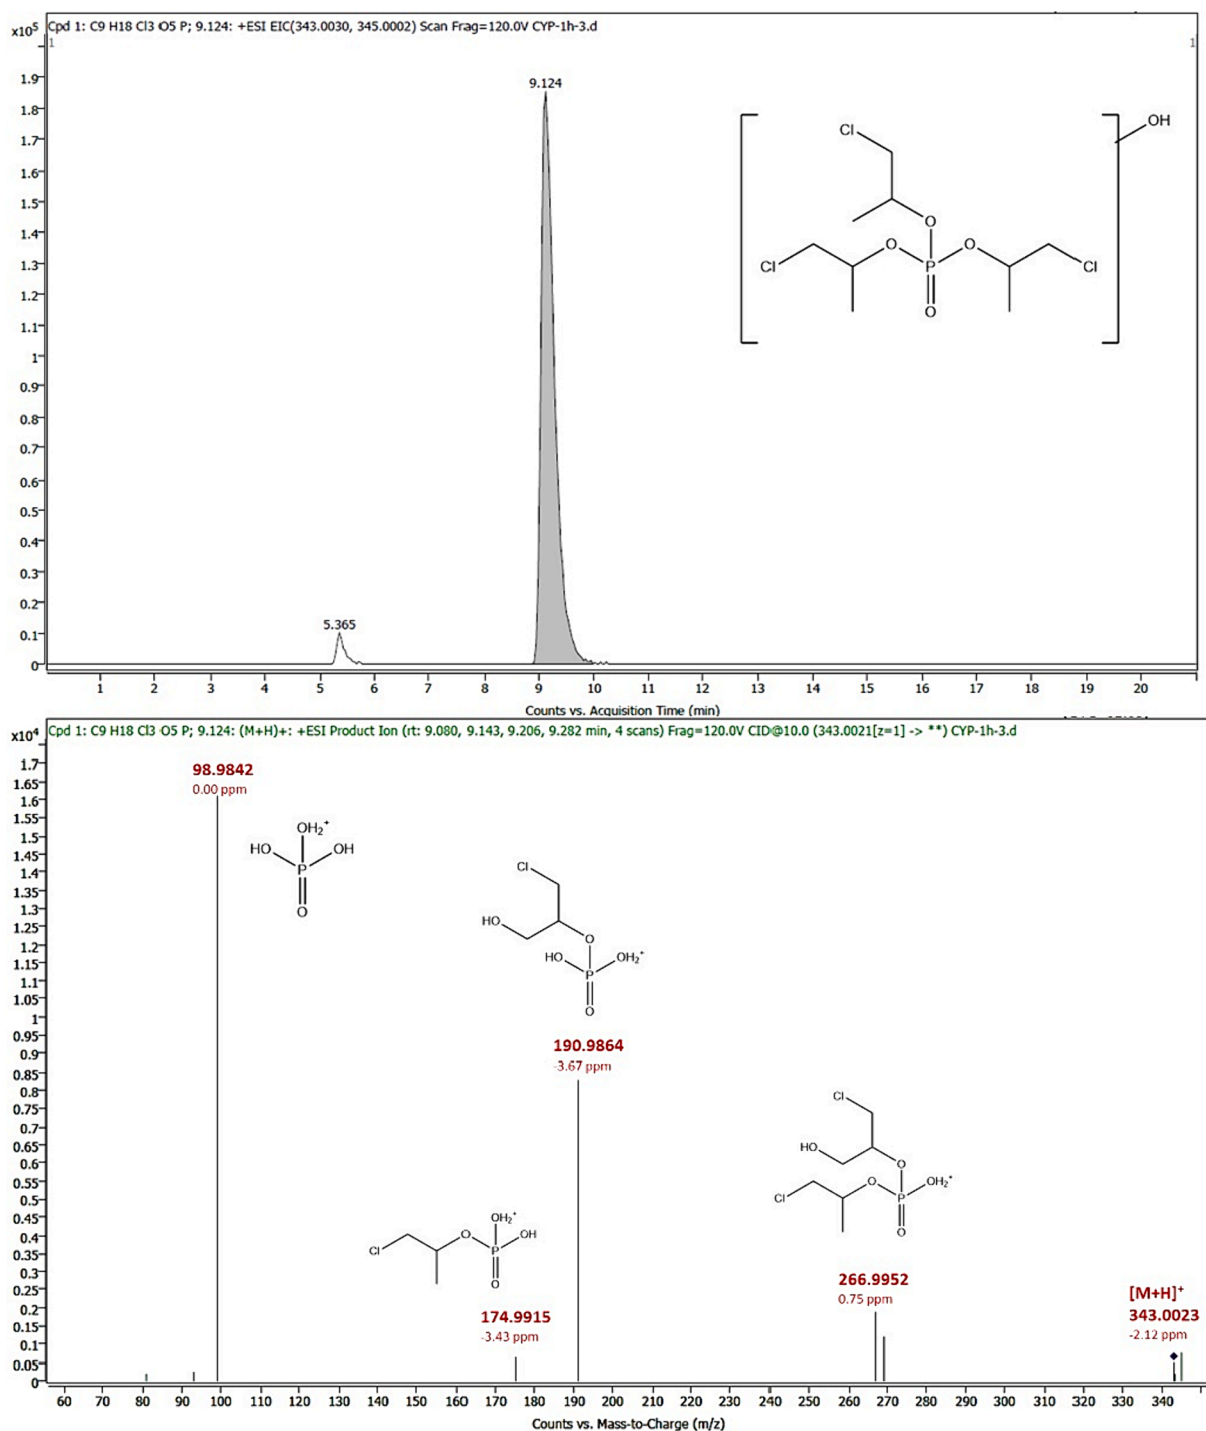 Cpd 1: C9 H18 Cl3 O5 P; 9.124: +ESI EIC(343.0030, 345.0002) Scan Frag=120.0V CYP-1h-3.d
x10⁵
1
1
1.9
1.8
1.7
1.6
1.5
1.4
1.3
1.2
1.1
1
0.9
0.8
0.7
0.6
0.5
0.4
0.3
0.2
0.1
0
9.124
5.365
Cl
OH
O
Cl
O
P
O
Cl
O
1 2 3 4 5 6 7 8 9 10 11 12 13 14 15 16 17 18 19 20
Counts vs. Acquisition Time (min)
Cpd 1: C9 H18 Cl3 O5 P; 9.124: (M+H)+: +ESI Product Ion (rt: 9.080, 9.143, 9.206, 9.282 min, 4 scans) Frag=120.0V CID@10.0 (343.0021[z=1] -> **) CYP-1h-3.d
x10⁴
1.7
1.65
1.6
1.55
1.5
1.45
1.4
1.35
1.3
1.25
1.2
1.15
1.1
1.05
1
0.95
0.9
0.85
0.8
0.75
0.7
0.65
0.6
0.55
0.5
0.45
0.4
0.35
0.3
0.25
0.2
0.15
0.1
0.05
0
98.9842
0.00 ppm
OH₂⁺
HO
OH
P
O
Cl
HO
O
HO
OH₂⁺
P
O
190.9864
-3.67 ppm
Cl
HO
O
Cl
O
P
OH₂⁺
O
OH₂⁺
O
OH
Cl
P
O
174.9915
-3.43 ppm
266.9952
0.75 ppm
[M+H]⁺
343.0023
-2.12 ppm
60 70 80 90 100 110 120 130 140 150 160 170 180 190 200 210 220 230 240 250 260 270 280 290 300 310 320 330 340
Counts vs. Mass-to-Charge (m/z)